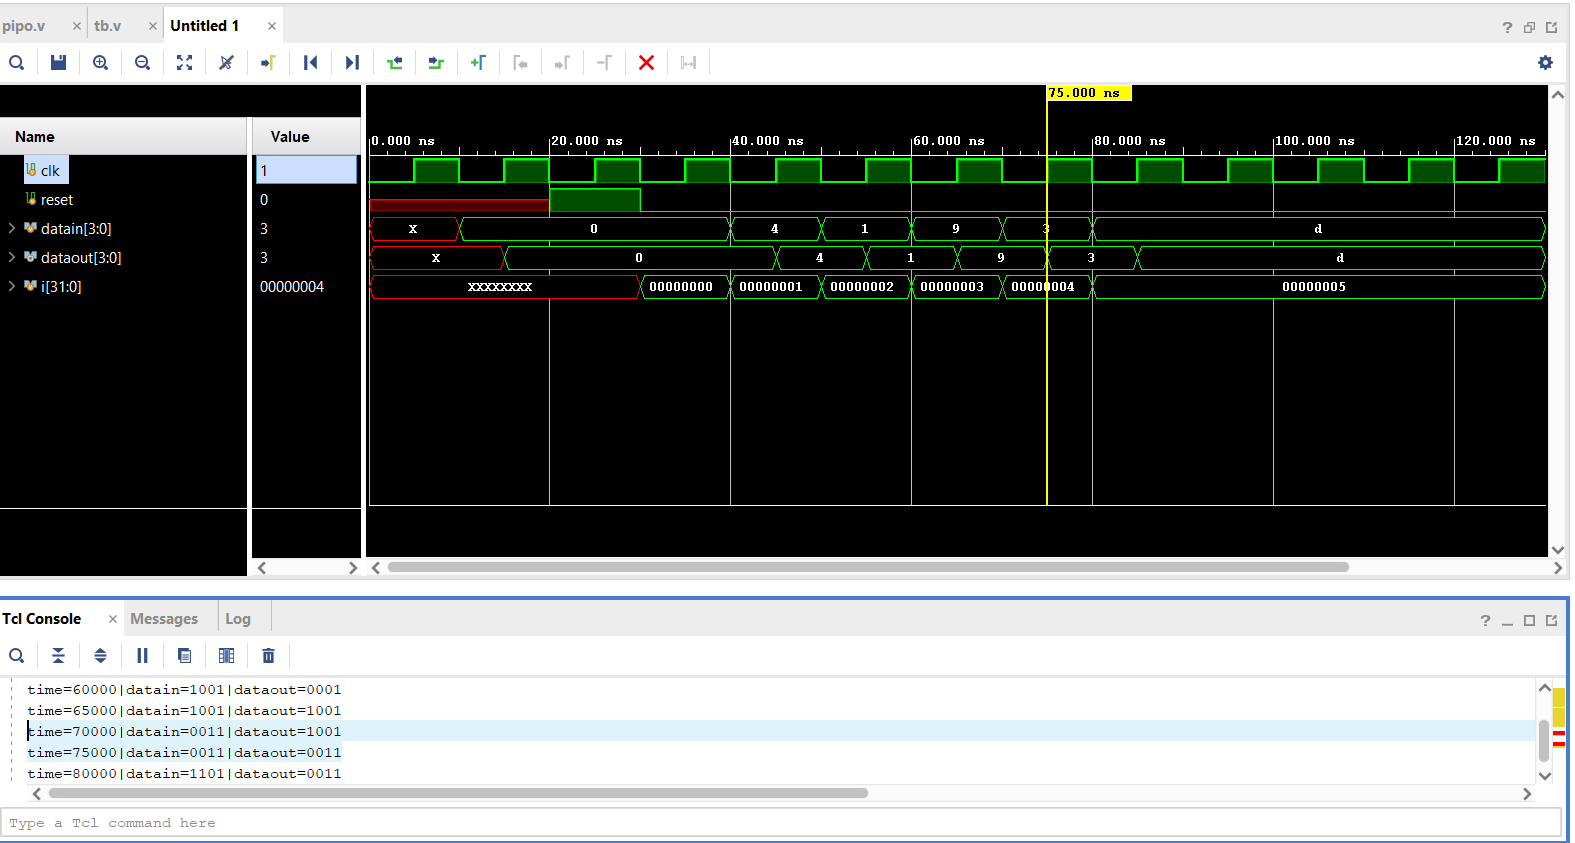 pipo.v × tb.v × Untitled 1 ×
?
75.000 ns
Name Value
0.000 ns 20.000 ns 40.000 ns 60.000 ns 80.000 ns 100.000 ns 120.000 ns
clk 1
reset 0
datain[3:0] 3 X 0 4 1 9 3 d
dataout[3:0] 3 X 0 4 1 9 3 d
i[31:0] 00000004 XXXXXXXX 00000000 00000001 00000002 00000003 00000004 00000005
Tcl Console × Messages Log
?
time=60000|datain=1001|dataout=0001
time=65000|datain=1001|dataout=1001
time=70000|datain=0011|dataout=1001
time=75000|datain=0011|dataout=0011
time=80000|datain=1101|dataout=0011
Type a Tcl command here